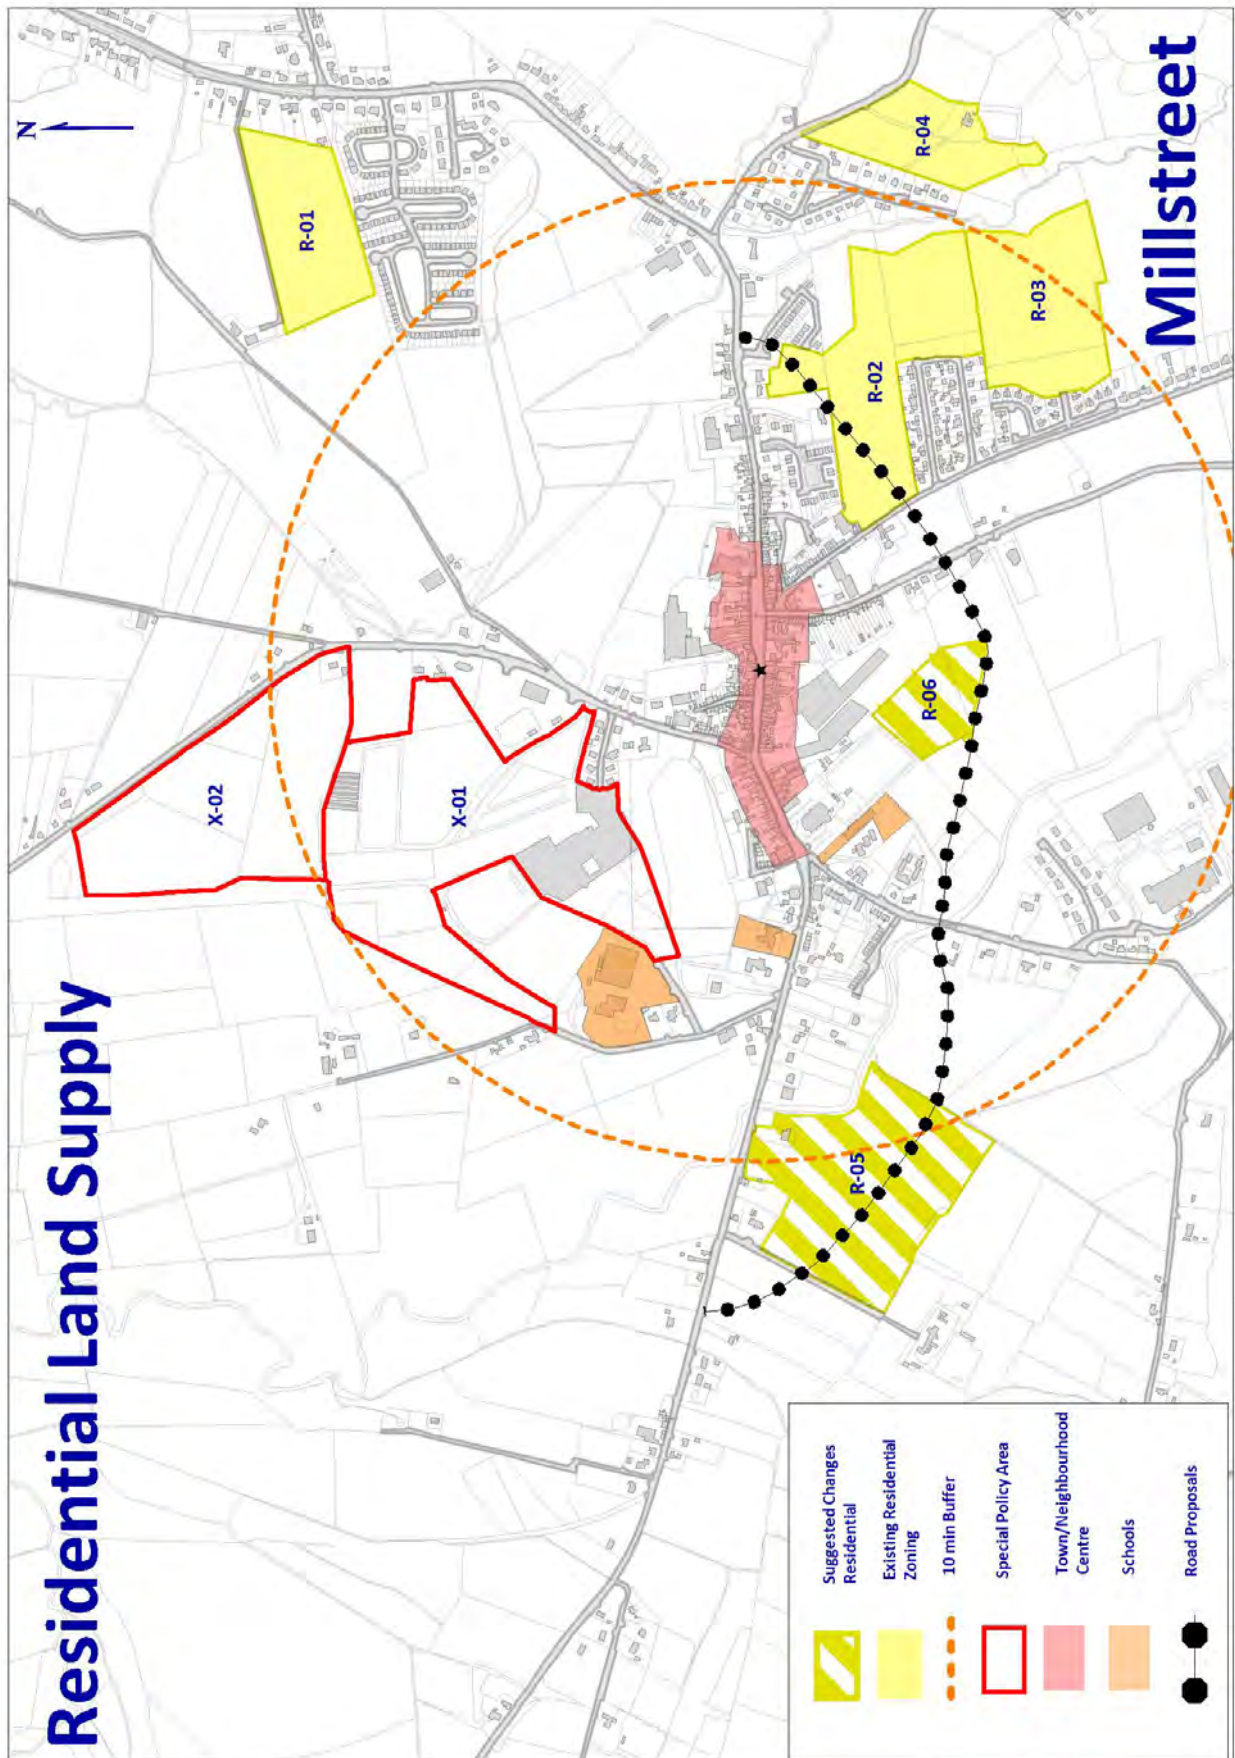 Residential Land Supply
Millstreet
N
R-01
R-04
R-03
R-02
X-02
X-01
R-06
R-05
Suggested Changes
Residential
Existing Residential
Zoning
10 min Buffer
Special Policy Area
Town/Neighbourhood
Centre
Schools
Road Proposals